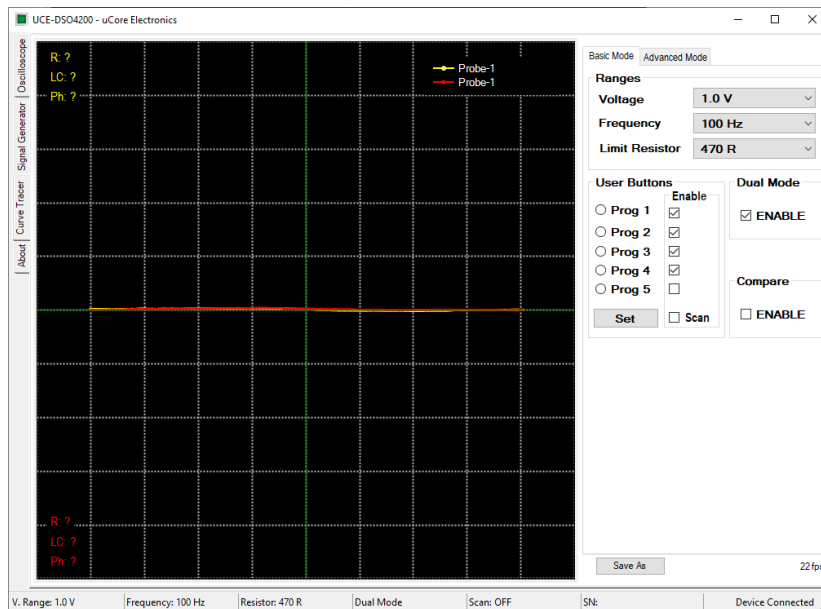 UCE-DSO4200 - uCore Electronics
Oscilloscope
Signal Generator
Curve Tracer
About
R: ?
LC: ?
Ph: ?
Probe-1
Probe-1
R: ?
LC: ?
Ph: ?
Basic Mode Advanced Mode
Ranges
Voltage 1.0 V
Frequency 100 Hz
Limit Resistor 470 R
User Buttons
Enable
Prog 1
Prog 2
Prog 3
Prog 4
Prog 5
Set Scan
Dual Mode
ENABLE
Compare
ENABLE
Save As 22 fps
V. Range: 1.0 V Frequency: 100 Hz Resistor: 470 R Dual Mode Scan: OFF SN: Device Connected